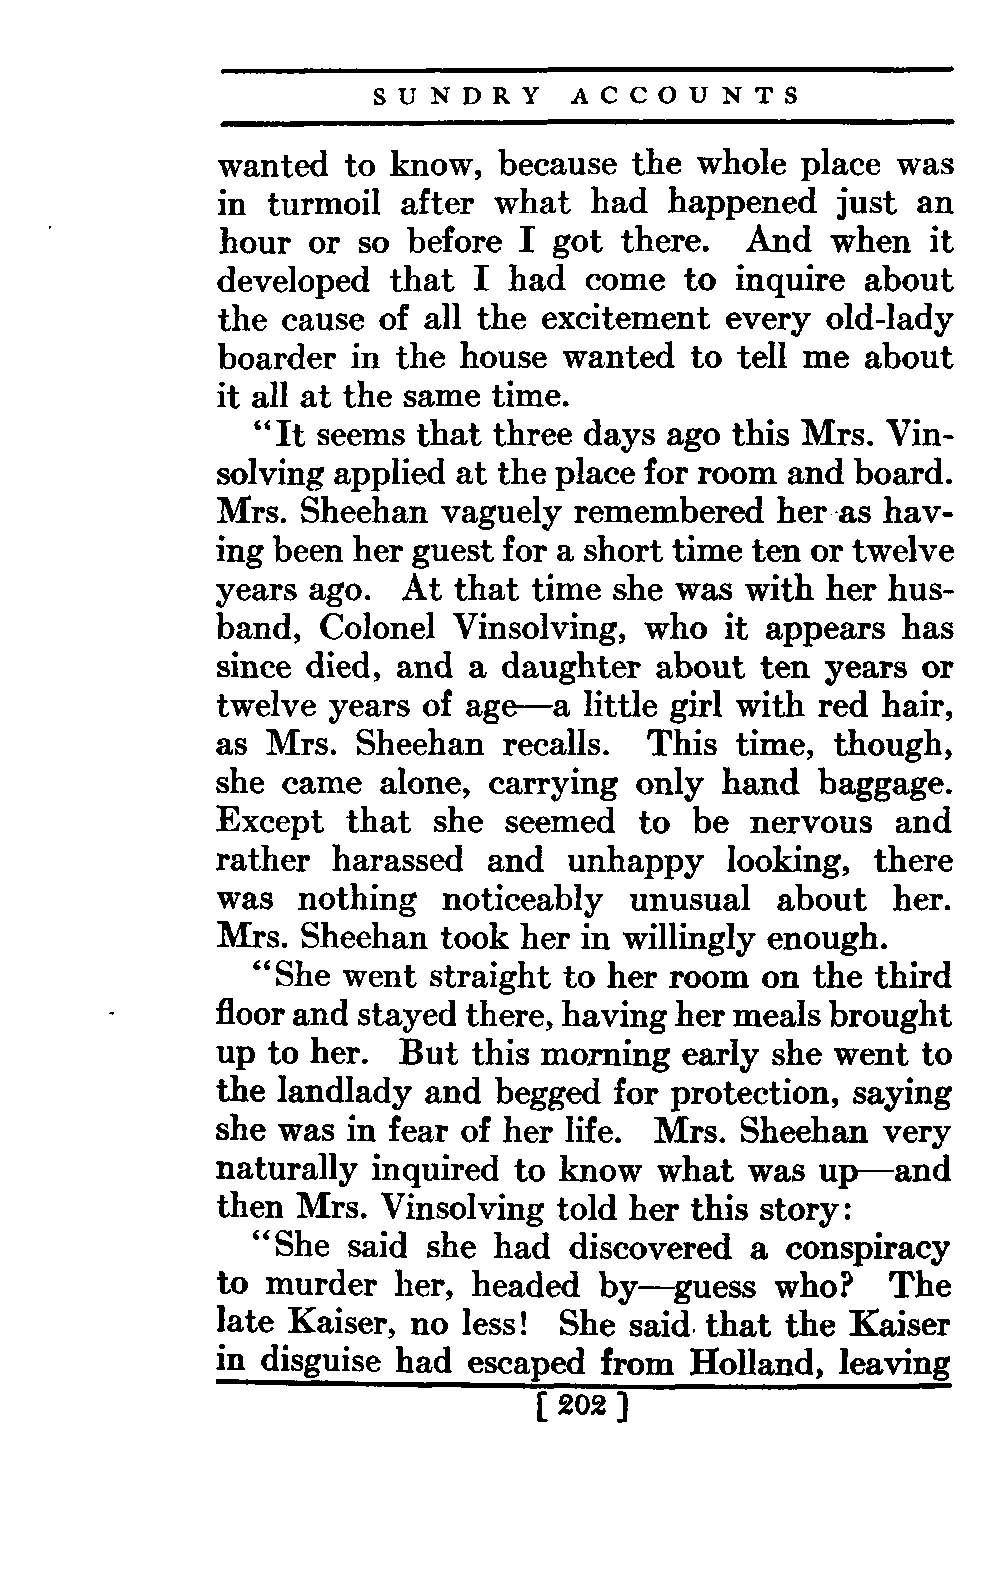 SUNDRY ACCOUNTS
wanted to know, because the whole place was
in turmoil after what had happened just an
hour or so before I got there. And when it
developed that I had come to inquire about
the cause of all the excitement every old-lady
boarder in the house wanted to tell me about
it all at the same time.
“It seems that three days ago this Mrs. Vin-
solving applied at the place for room and board.
Mrs. Sheehan vaguely remembered her as hav-
ing been her guest for a short time ten or twelve
years ago. At that time she was with her hus-
band, Colonel Vinsolving, who it appears has
since died, and a daughter about ten years or
twelve years of age—a little girl with red hair,
as Mrs. Sheehan recalls. This time, though,
she came alone, carrying only hand baggage.
Except that she seemed to be nervous and
rather harassed and unhappy looking, there
was nothing noticeably unusual about her.
Mrs. Sheehan took her in willingly enough.
“She went straight to her room on the third
floor and stayed there, having her meals brought
up to her. But this morning early she went to
the landlady and begged for protection, saying
she was in fear of her life. Mrs. Sheehan very
naturally inquired to know what was up—and
then Mrs. Vinsolving told her this story:
“She said she had discovered a conspiracy
to murder her, headed by—guess who? The
late Kaiser, no less! She said that the Kaiser
in disguise had escaped from Holland, leaving
[ 202 ]